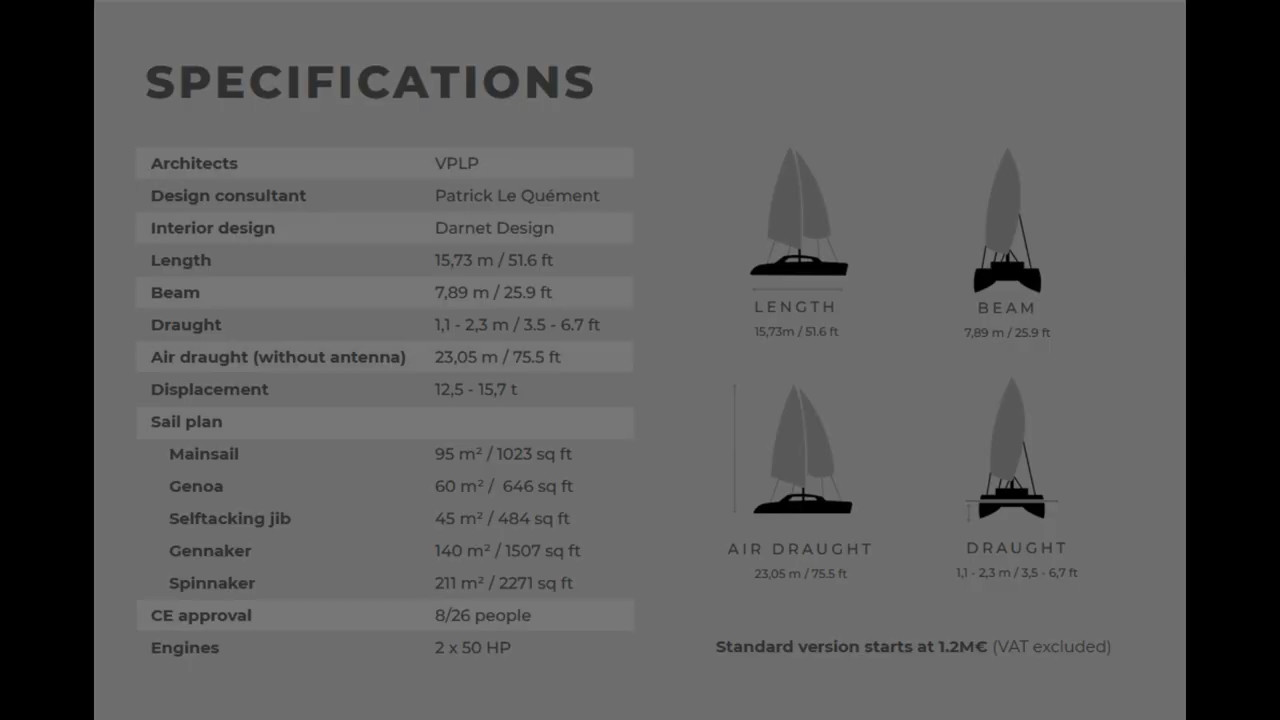 SPECIFICATIONS
Architects VPLP
Design consultant Patrick Le Quément
Interior design Darnet Design
Length 15,73 m / 51.6 ft
Beam 7,89 m / 25.9 ft
Draught 1,1 - 2,3 m / 3.5 - 6.7 ft
Air draught (without antenna) 23,05 m / 75.5 ft
Displacement 12,5 - 15,7 t
Sail plan
Mainsail 95 m² / 1023 sq ft
Genoa 60 m² / 646 sq ft
Selftacking jib 45 m² / 484 sq ft
Gennaker 140 m² / 1507 sq ft
Spinnaker 211 m² / 2271 sq ft
CE approval 8/26 people
Engines 2 x 50 HP
LENGTH
15,73m / 51.6 ft
BEAM
7,89 m / 25.9 ft
AIR DRAUGHT
23,05 m / 75.5 ft
DRAUGHT
1,1 - 2,3 m / 3,5 - 6,7 ft
Standard version starts at 1.2M€ (VAT excluded)